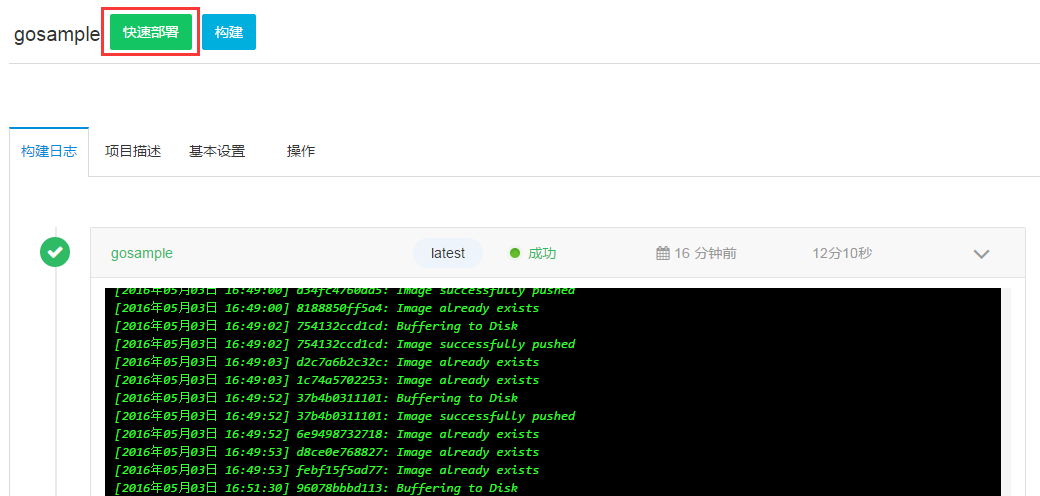 gosample 快速部署 构建
构建日志 项目描述 基本设置 操作
gosample latest 成功 16 分钟前 12分10秒
[2016年05月03日 16:49:00] d34fc4760dd5: Image successfully pushed
[2016年05月03日 16:49:00] 8188850ff5a4: Image already exists
[2016年05月03日 16:49:02] 754132ccd1cd: Buffering to Disk
[2016年05月03日 16:49:02] 754132ccd1cd: Image successfully pushed
[2016年05月03日 16:49:03] d2c7a6b2c32c: Image already exists
[2016年05月03日 16:49:03] 1c74a5702253: Image already exists
[2016年05月03日 16:49:52] 37b4b0311101: Buffering to Disk
[2016年05月03日 16:49:52] 37b4b0311101: Image successfully pushed
[2016年05月03日 16:49:52] 6e9498732718: Image already exists
[2016年05月03日 16:49:53] d8ce0e768827: Image already exists
[2016年05月03日 16:49:53] febf15f5ad77: Image already exists
[2016年05月03日 16:51:30] 96078bbbd113: Buffering to Disk